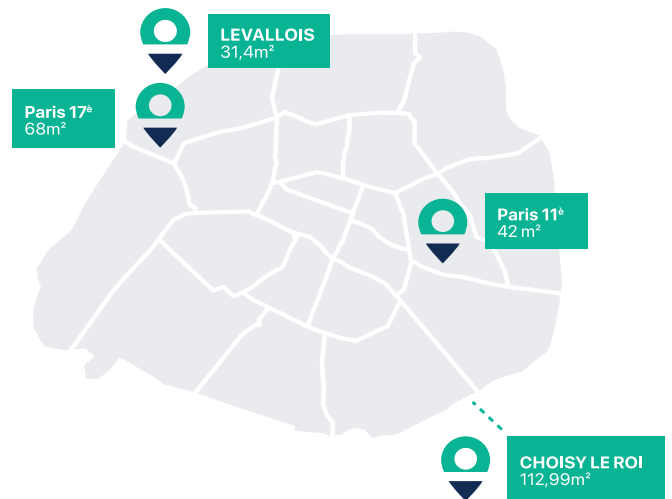 LEVALLOIS
31,4m²
Paris 17è
68m²
Paris 11è
42 m²
CHOISY LE ROI
112,99m²